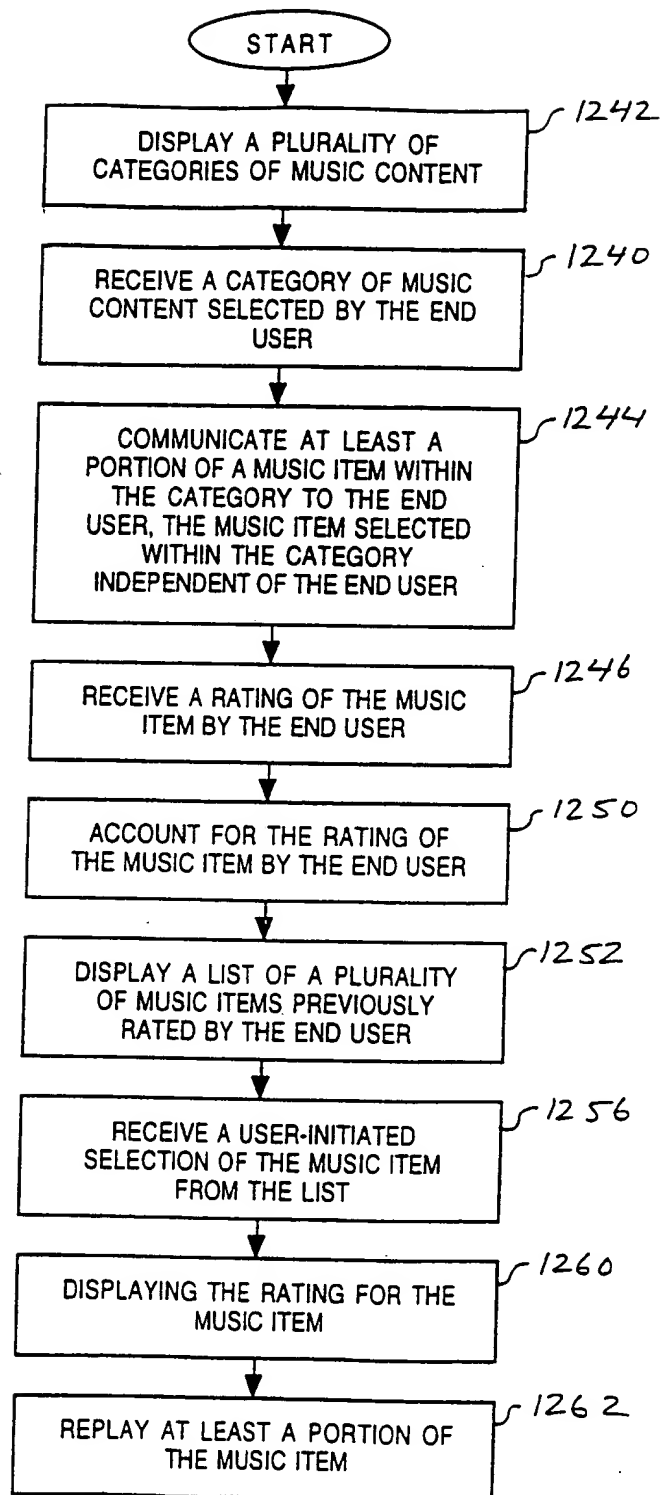 START
1242
DISPLAY A PLURALITY OF
CATEGORIES OF MUSIC CONTENT
1240
RECEIVE A CATEGORY OF MUSIC
CONTENT SELECTED BY THE END
USER
1244
COMMUNICATE AT LEAST A
PORTION OF A MUSIC ITEM WITHIN
THE CATEGORY TO THE END
USER, THE MUSIC ITEM SELECTED
WITHIN THE CATEGORY
INDEPENDENT OF THE END USER
1246
RECEIVE A RATING OF THE MUSIC
ITEM BY THE END USER
1250
ACCOUNT FOR THE RATING OF
THE MUSIC ITEM BY THE END USER
1252
DISPLAY A LIST OF A PLURALITY
OF MUSIC ITEMS PREVIOUSLY
RATED BY THE END USER
1256
RECEIVE A USER-INITIATED
SELECTION OF THE MUSIC ITEM
FROM THE LIST
1260
DISPLAYING THE RATING FOR THE
MUSIC ITEM
1262
REPLAY AT LEAST A PORTION OF
THE MUSIC ITEM